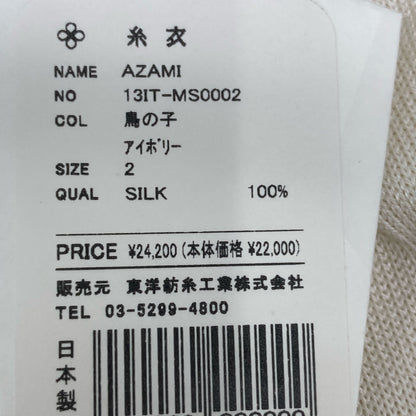 糸衣
NAME AZAMI
NO 13IT-MS0002
COL 鳥の子
アイボリー
SIZE 2
QUAL SILK 100%
PRICE ¥24,200(本体価格 ¥22,000)
販売元 東洋紡糸工業株式会社
TEL 03-5299-4800
日本製